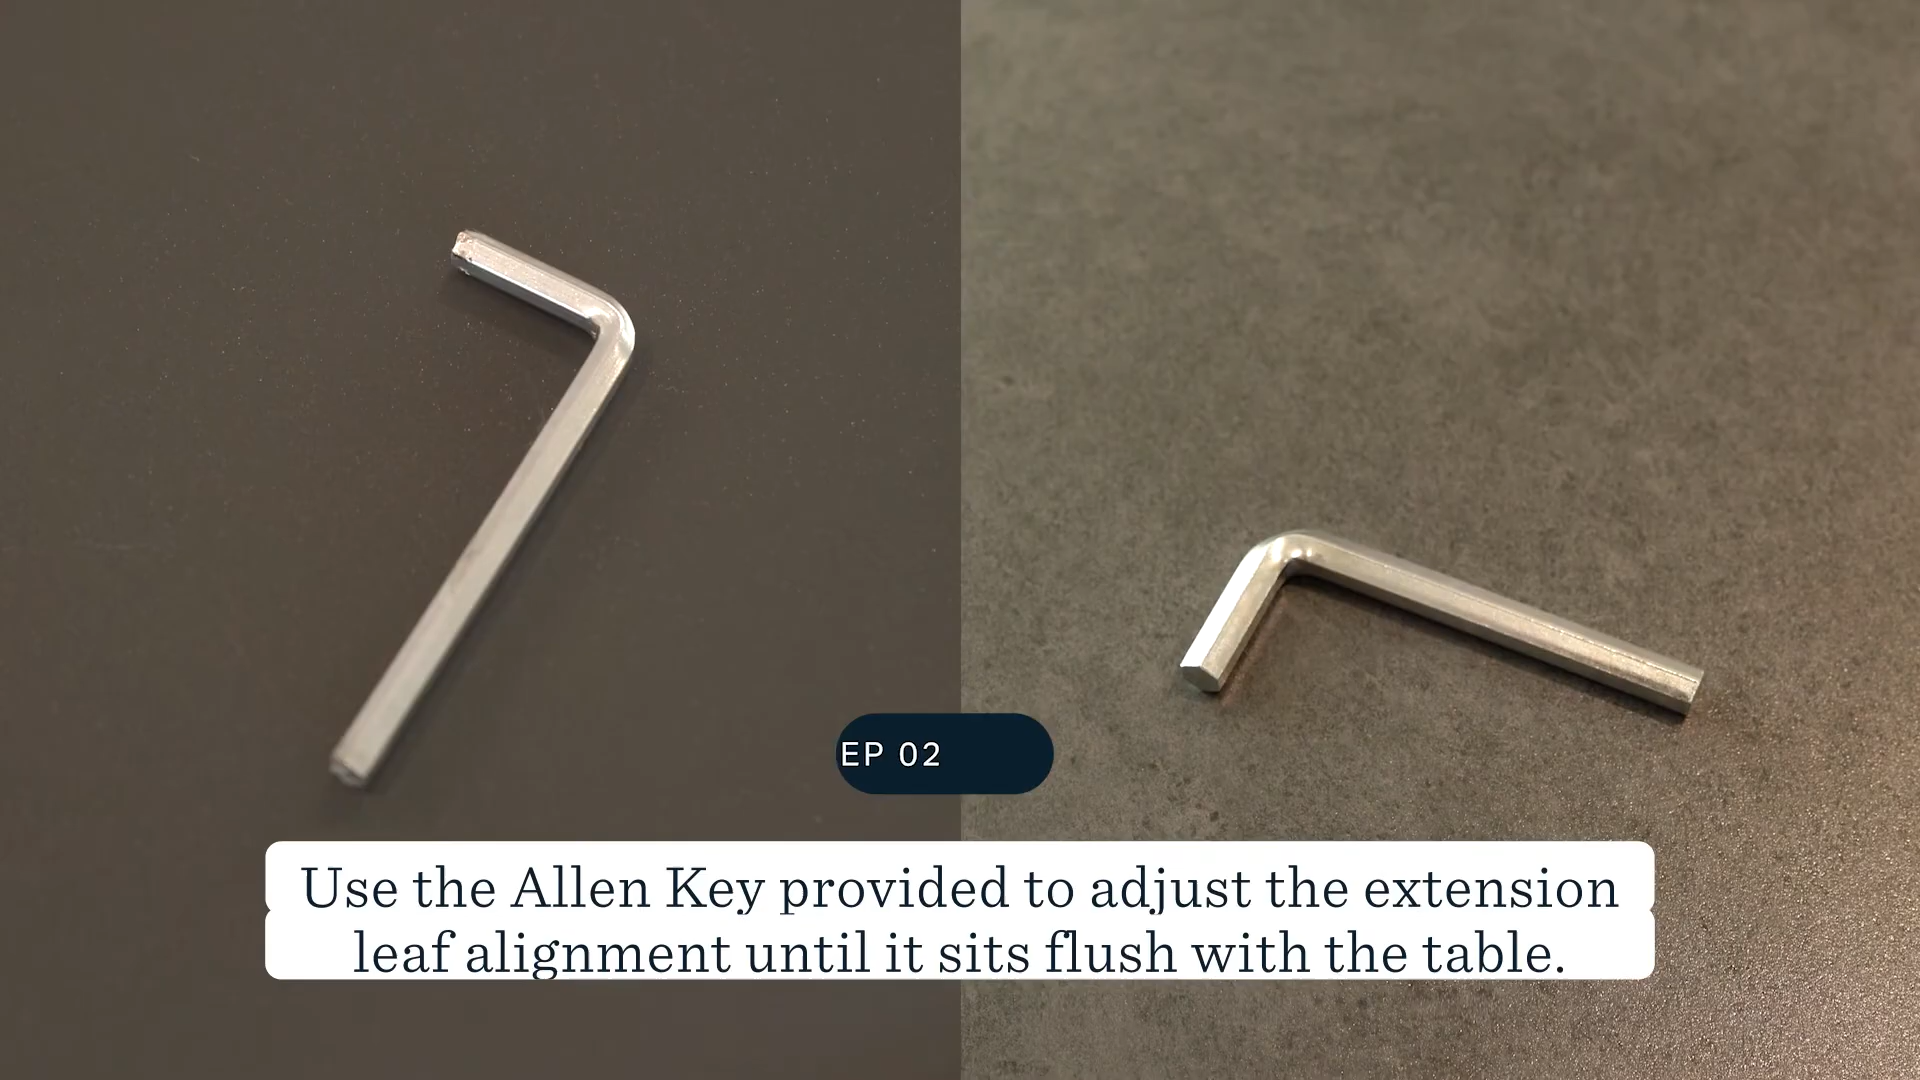 EP 02
Use the Allen Key provided to adjust the extension
leaf alignment until it sits flush with the table.